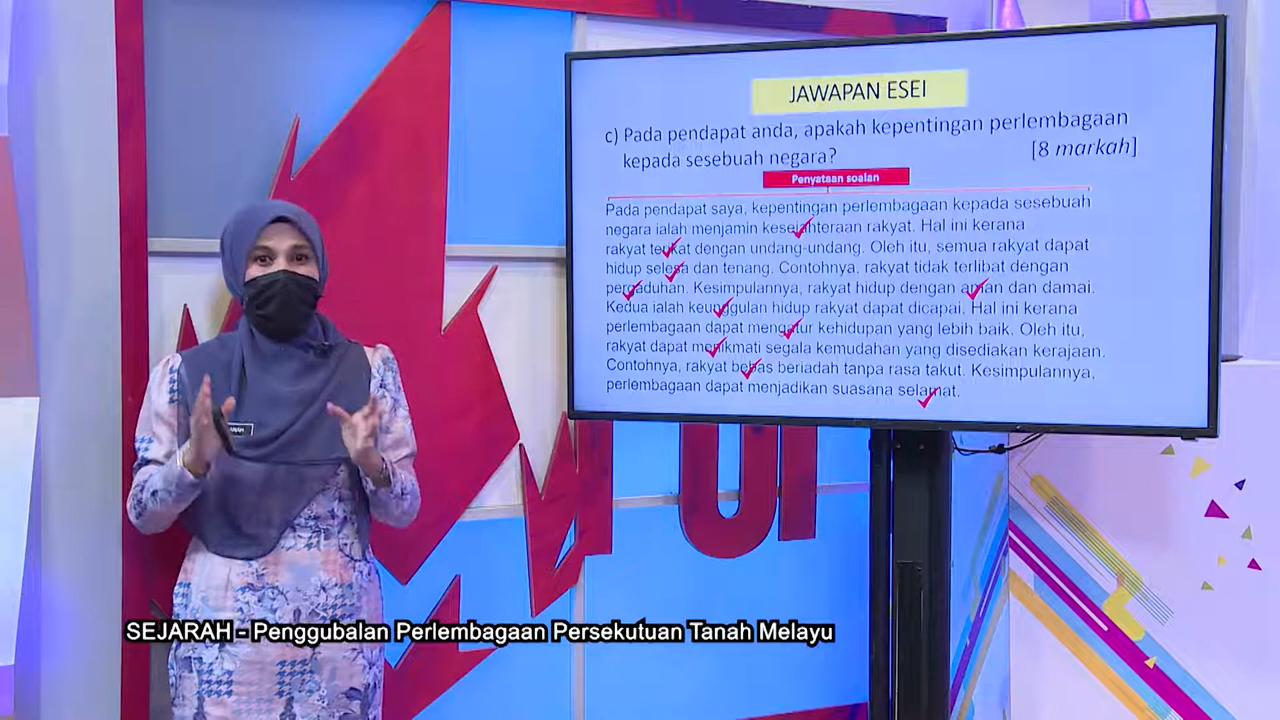 JAWAPAN ESEI
c) Pada pendapat anda, apakah kepentingan perlembagaan
kepada sesebuah negara? [8 markah]
Penyataan soalan
Pada pendapat saya, kepentingan perlembagaan kepada sesebuah
negara ialah menjamin kesejahteraan rakyat. Hal ini kerana
rakyat terikat dengan undang-undang. Oleh itu, semua rakyat dapat
hidup selesa dan tenang. Contohnya, rakyat tidak terlibat dengan
pergaduhan. Kesimpulannya, rakyat hidup dengan aman dan damai.
Kedua ialah keunggulan hidup rakyat dapat dicapai. Hal ini kerana
perlembagaan dapat mengatur kehidupan yang lebih baik. Oleh itu,
rakyat dapat menikmati segala kemudahan yang disediakan kerajaan.
Contohnya, rakyat bebas beriadah tanpa rasa takut. Kesimpulannya,
perlembagaan dapat menjadikan suasana selamat.
SEJARAH - Penggubalan Perlembagaan Persekutuan Tanah Melayu